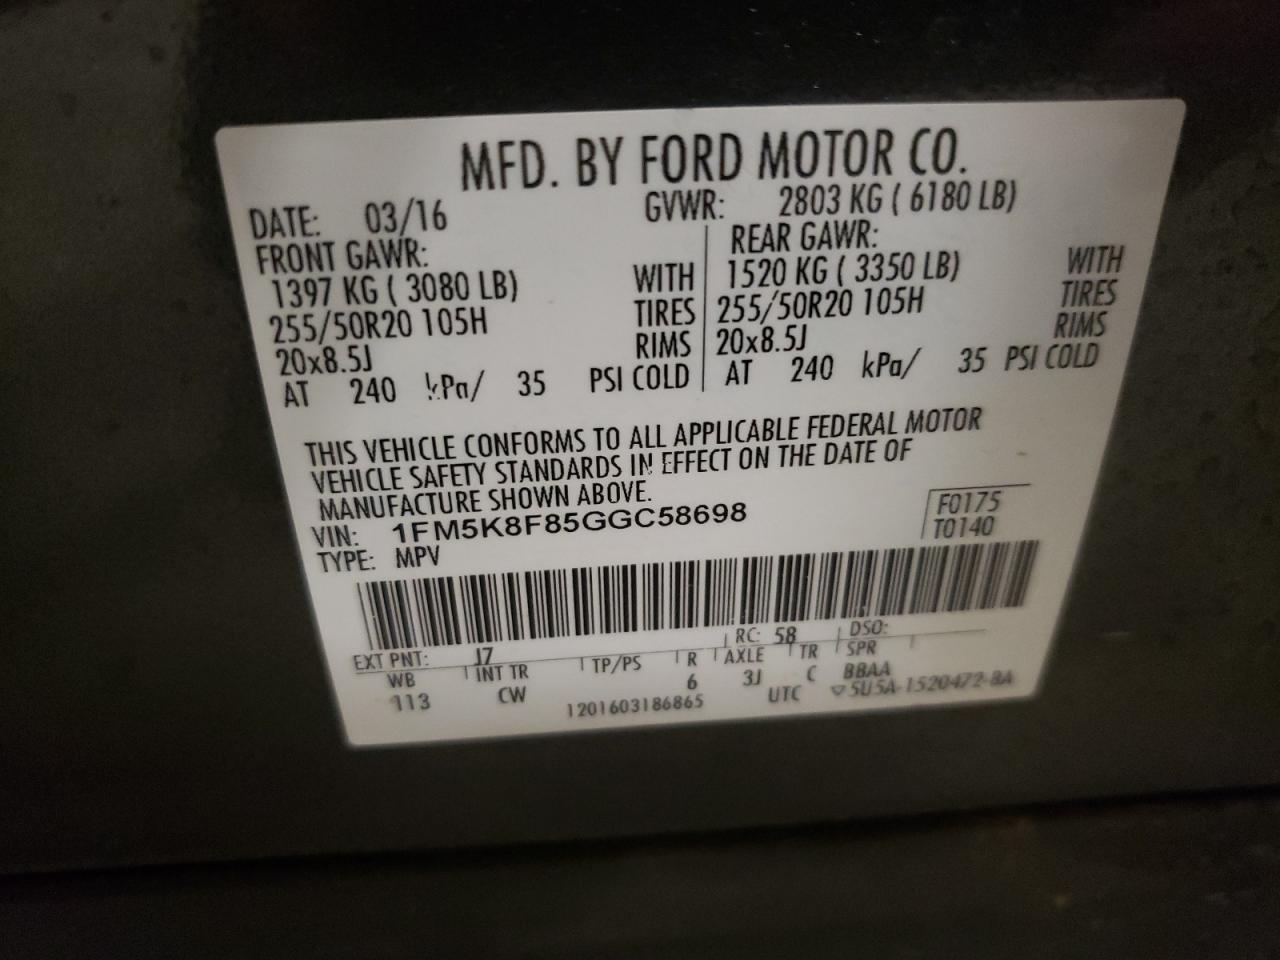 MFD. BY FORD MOTOR CO.
DATE: 03/16 GVWR: 2803 KG ( 6180 LB)
FRONT GAWR: REAR GAWR:
1397 KG ( 3080 LB) WITH 1520 KG ( 3350 LB) WITH
255/50R20 105H TIRES 255/50R20 105H TIRES
20x8.5J RIMS 20x8.5J RIMS
AT 240 kPa/ 35 PSI COLD AT 240 kPa/ 35 PSI COLD
THIS VEHICLE CONFORMS TO ALL APPLICABLE FEDERAL MOTOR
VEHICLE SAFETY STANDARDS IN EFFECT ON THE DATE OF
MANUFACTURE SHOWN ABOVE.
VIN: 1FM5K8F85GGC58698 F0175
TYPE: MPV T0140
EXT PNT: J7 RC: 58 DSO:
WB INT TR TP/PS R AXLE TR SPR
113 CW 6 3J C BBAA
1201603186865 UTC ▽5U5A-1520472-BA